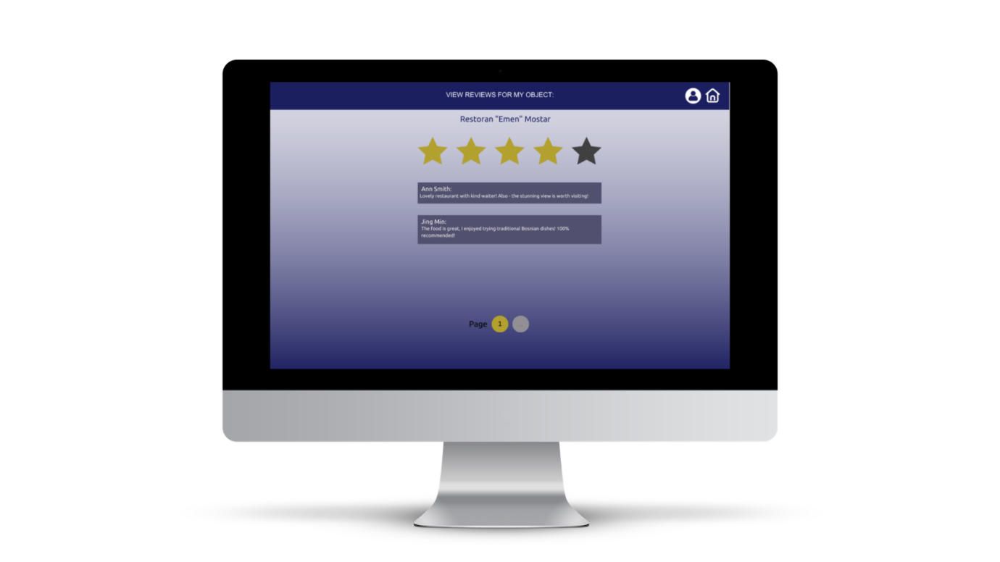 VIEW REVIEWS FOR MY OBJECT:
Restoran "Emen" Mostar
Ann Smith:
Lovely restaurant with kind waiter! Also - the stunning view is worth visiting!
Jing Min:
The food is great, I enjoyed trying traditional Bosnian dishes! 100%
recommended!
Page 1 ...